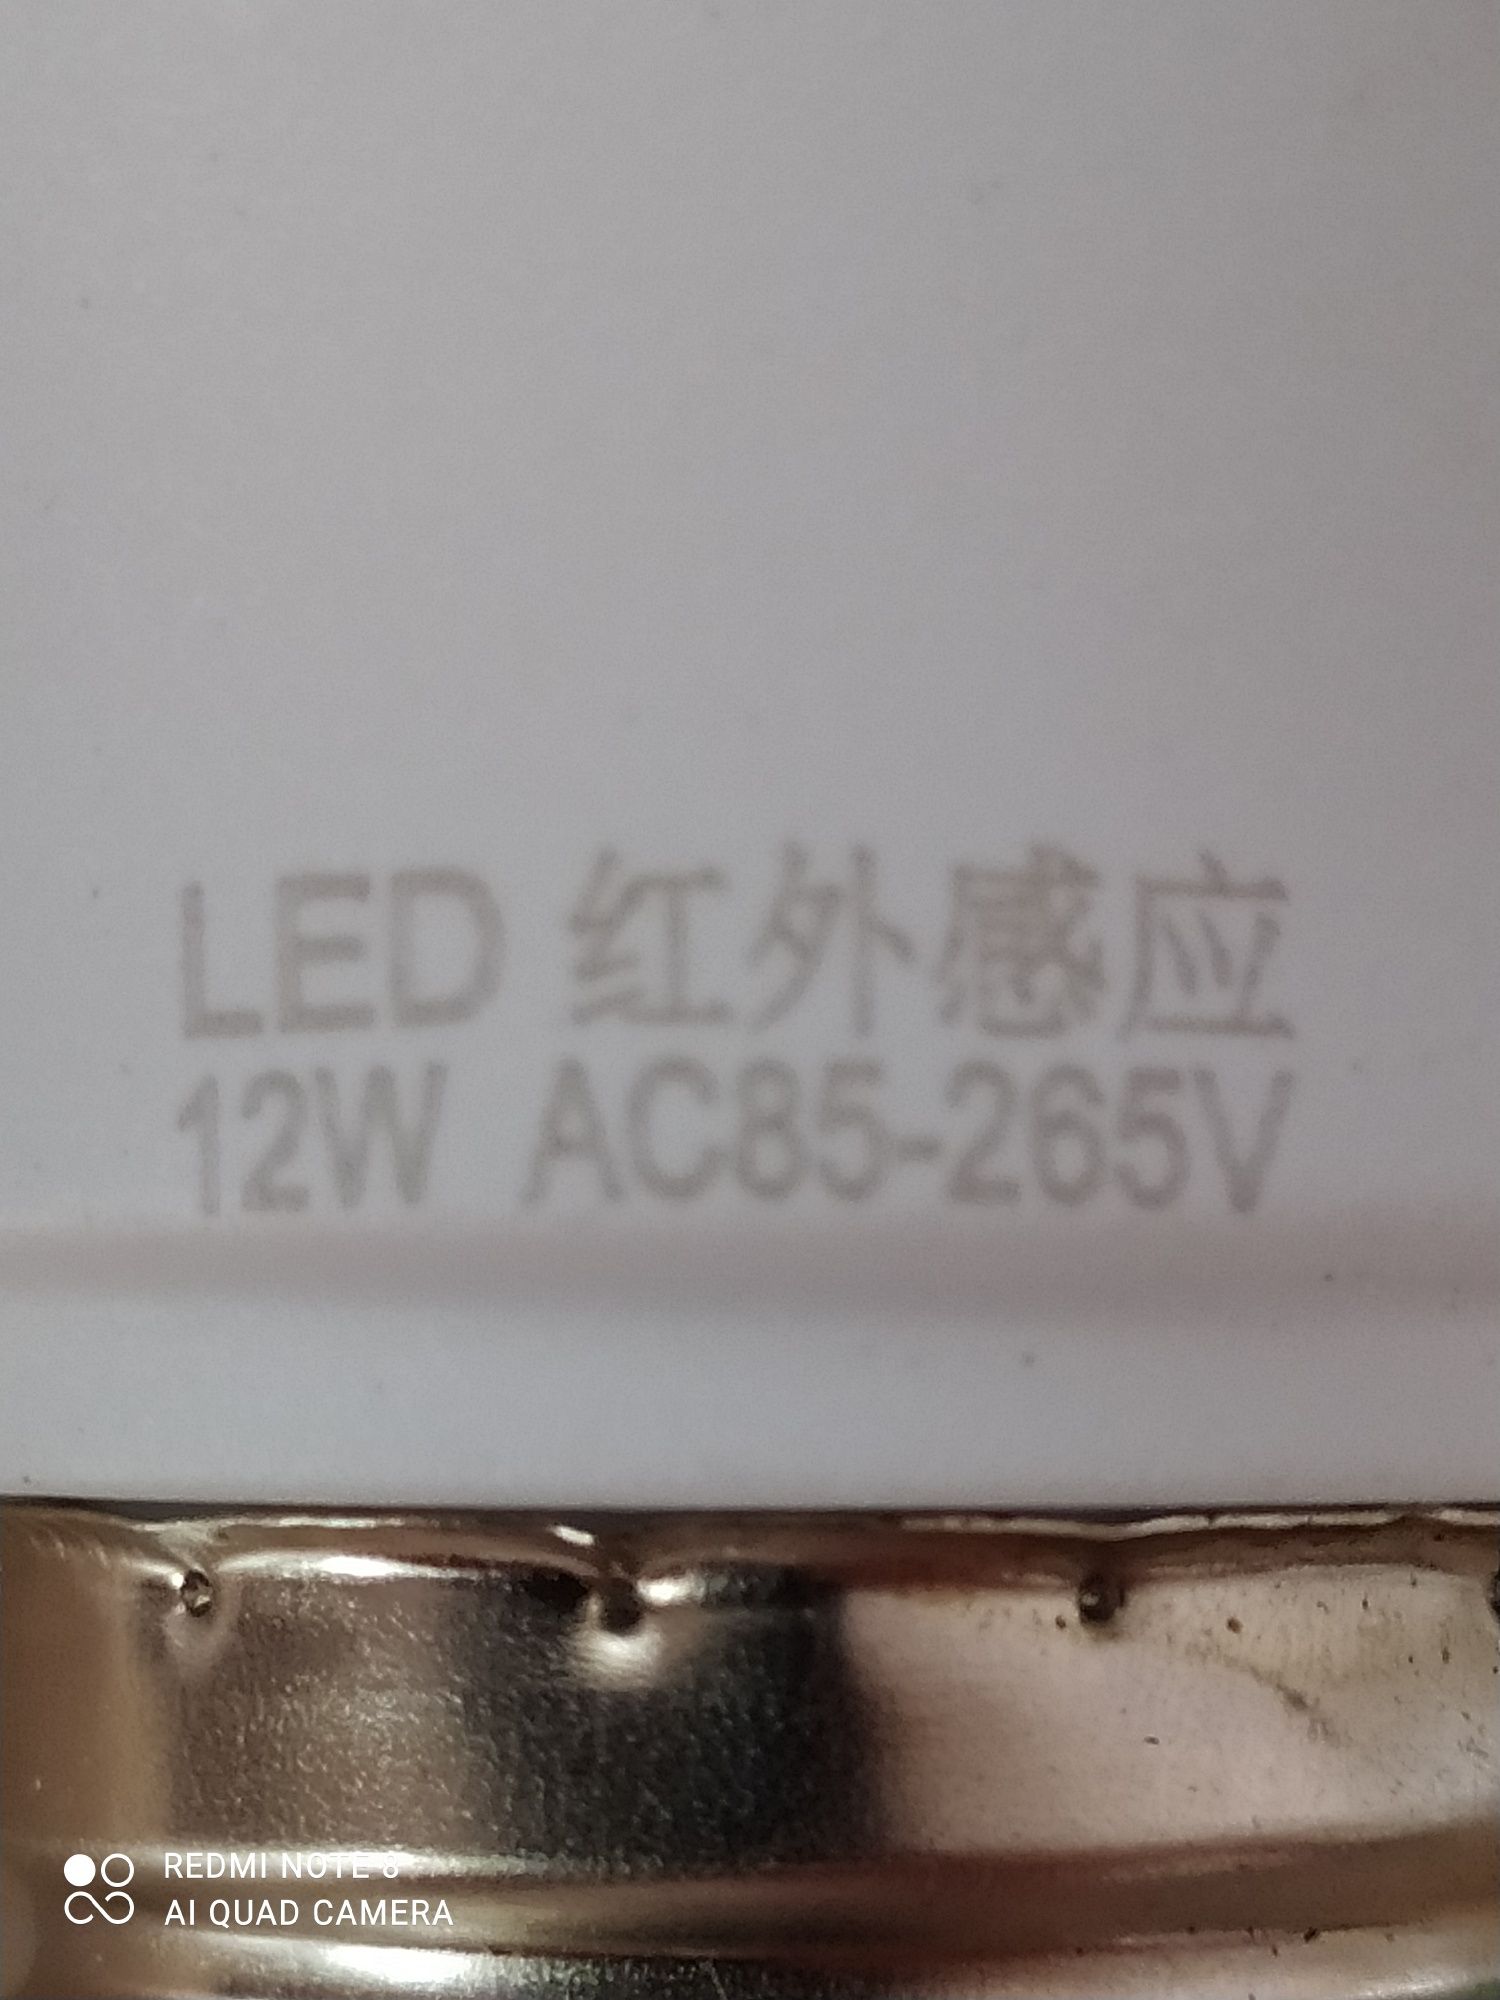 LED 红外感应
12W AC85-265V
REDMI NOTE 8
AI QUAD CAMERA